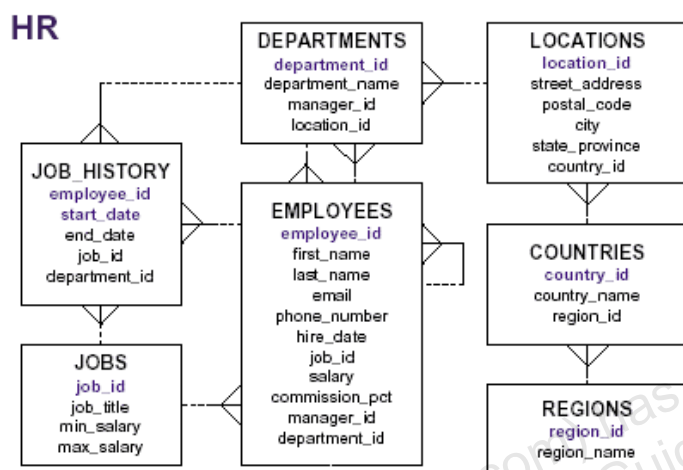 HR
DEPARTMENTS
department_id
department_name
manager_id
location_id
LOCATIONS
location_id
street_address
postal_code
city
state_province
country_id
JOB_HISTORY
employee_id
start_date
end_date
job_id
department_id
EMPLOYEES
employee_id
first_name
last_name
email
phone_number
hire_date
job_id
salary
commission_pct
manager_id
department_id
COUNTRIES
country_id
country_name
region_id
JOBS
job_id
job_title
min_salary
max_salary
REGIONS
region_id
region_name
com) has